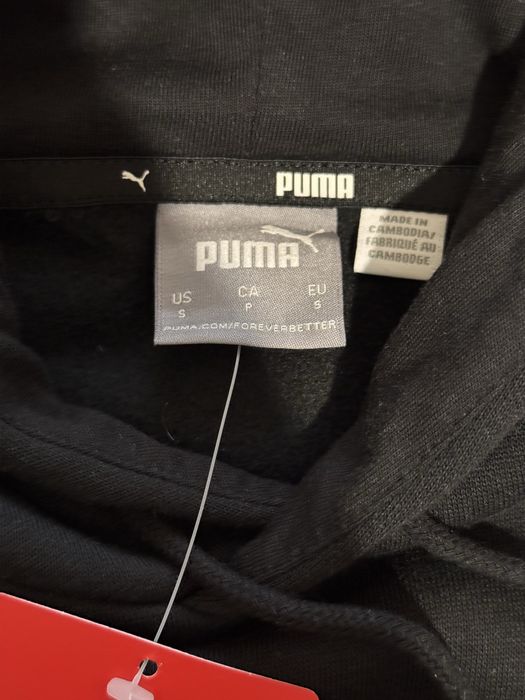 PUMA
PUMA
US CA EU
S P S
PUMA.COM/FOREVERBETTER
MADE IN
CAMBODIA/
FABRIQUÉ AU
CAMBODGE